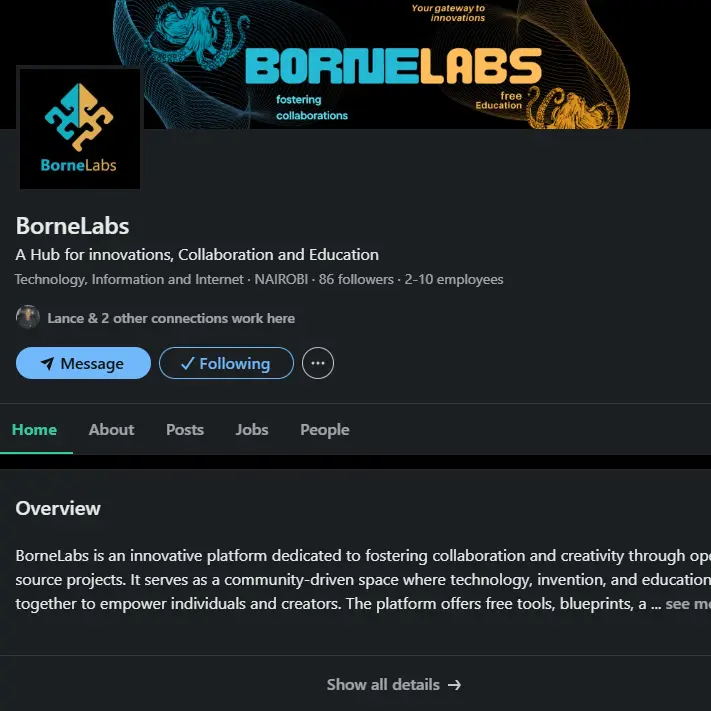 Your gateway to
innovations
BORNELABS
fostering
collaborations
free
Education
BorneLabs
BorneLabs
A Hub for innovations, Collaboration and Education
Technology, Information and Internet · NAIROBI · 86 followers · 2-10 employees
Lance & 2 other connections work here
Message
Following
Home About Posts Jobs People
Overview
BorneLabs is an innovative platform dedicated to fostering collaboration and creativity through ope
source projects. It serves as a community-driven space where technology, invention, and education
together to empower individuals and creators. The platform offers free tools, blueprints, a ... see mo
Show all details →